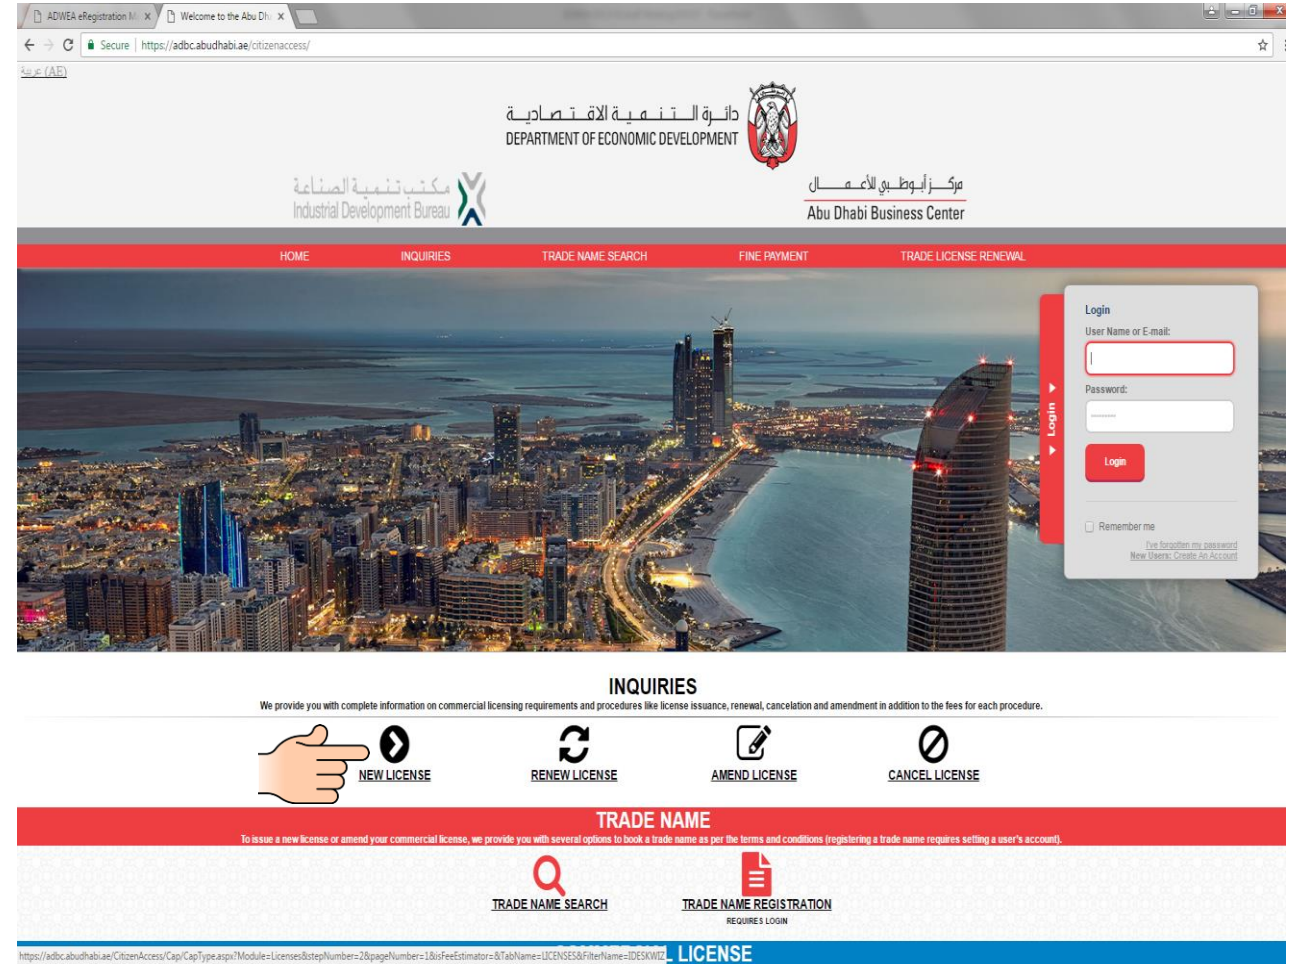 ADWEA eRegistration M
Welcome to the Abu Dh
Secure
https://adbc.abudhabi.ae/citizenaccess/
عربية (AE)
دائـــرة الـــتـــنـــمـــيـــة الاقـــتـــصـــاديـــة
DEPARTMENT OF ECONOMIC DEVELOPMENT
مكتب تنمية الصناعة
Industrial Development Bureau
مركـــز أبـوظـبـي للأعـمـــال
Abu Dhabi Business Center
HOME INQUIRIES TRADE NAME SEARCH FINE PAYMENT TRADE LICENSE RENEWAL
Login
Login
User Name or E-mail:
Password:
Login
Remember me
I've forgotten my password
New Users: Create An Account
INQUIRIES
We provide you with complete information on commercial licensing requirements and procedures like license issuance, renewal, cancelation and amendment in addition to the fees for each procedure.
NEW LICENSE RENEW LICENSE AMEND LICENSE CANCEL LICENSE
TRADE NAME
To issue a new license or amend your commercial license, we provide you with several options to book a trade name as per the terms and conditions (registering a trade name requires setting a user's account).
TRADE NAME SEARCH TRADE NAME REGISTRATION
REQUIRES LOGIN
LICENSE
https://adbc.abudhabi.ae/CitizenAccess/Cap/CapType.aspx?Module=Licenses&stepNumber=2&pageNumber=1&isFeeEstimator=&TabName=LICENSES&FilterName=IDESKWIZ